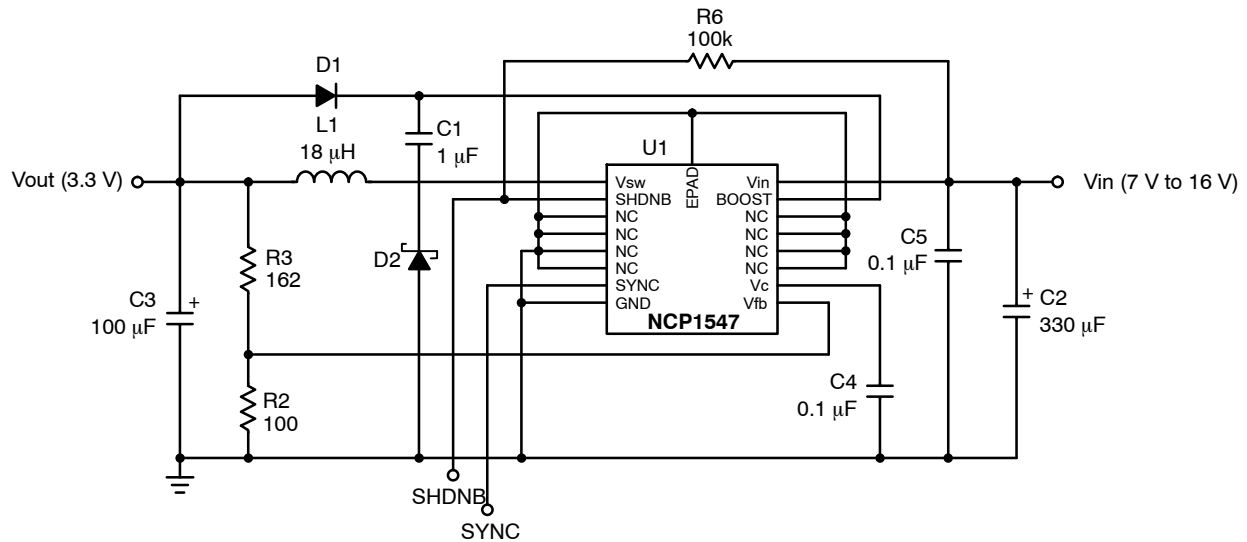 R6
100k
D1
L1
18 μH
C1
1 μF
U1
Vout (3.3 V)
Vin (7 V to 16 V)
Vsw
SHDNB
NC
NC
NC
NC
SYNC
GND
EPAD
Vin
BOOST
NC
NC
NC
NC
Vc
Vfb
NCP1547
R3
162
D2
C5
0.1 μF
C3
+
100 μF
+
C2
330 μF
C4
0.1 μF
R2
100
SHDNB
SYNC